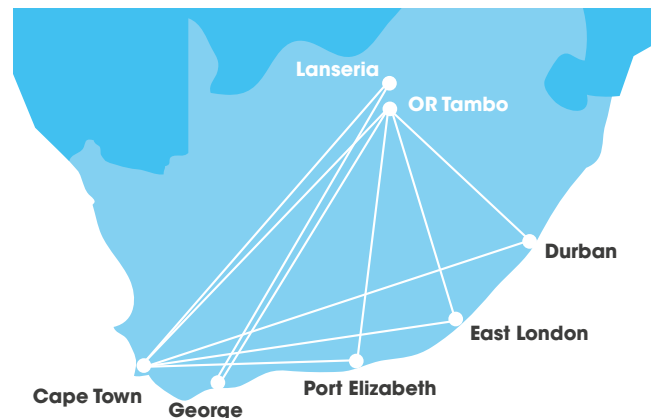 Lanseria
OR Tambo
Durban
East London
Port Elizabeth
Cape Town
George